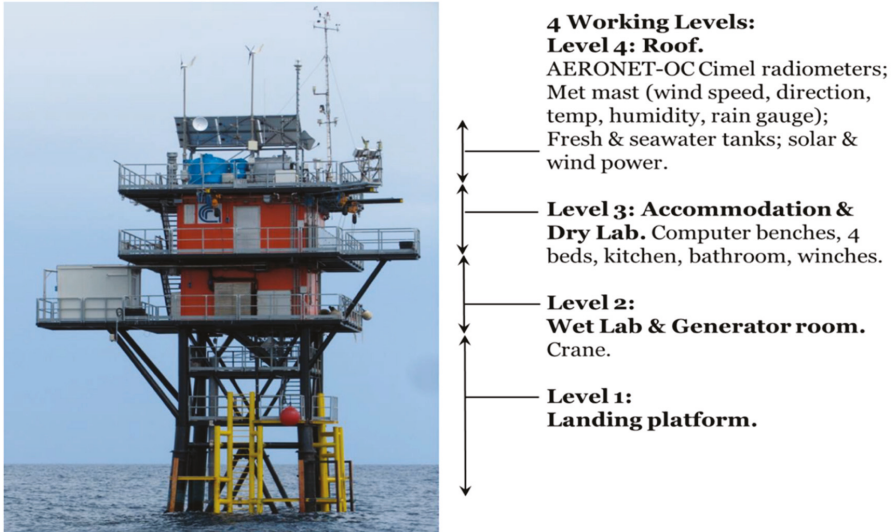 4 Working Levels:
Level 4: Roof.
AERONET-OC Cimel radiometers;
Met mast (wind speed, direction,
temp, humidity, rain gauge);
Fresh & seawater tanks; solar &
wind power.
Level 3: Accommodation &
Dry Lab. Computer benches, 4
beds, kitchen, bathroom, winches.
Level 2:
Wet Lab & Generator room.
Crane.
Level 1:
Landing platform.